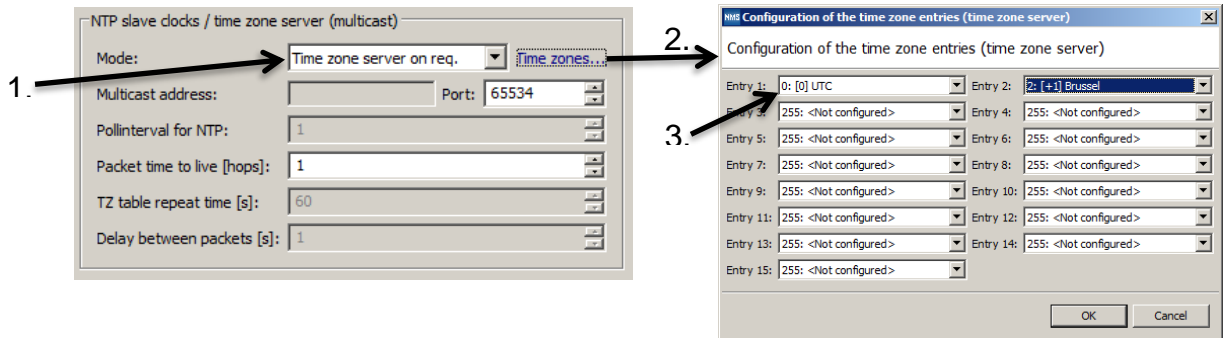 NTP slave clocks / time zone server (multicast)
Mode: Time zone server on req. Time zones...
Multicast address: Port: 65534
Pollinterval for NTP: 1
Packet time to live [hops]: 1
TZ table repeat time [s]: 60
Delay between packets [s]: 1
1.
2.
3.
NMS Configuration of the time zone entries (time zone server)
Configuration of the time zone entries (time zone server)
Entry 1: 0: [0] UTC Entry 2: 2: [+1] Brussel
Entry 3: 255: <Not configured> Entry 4: 255: <Not configured>
Entry 5: 255: <Not configured> Entry 6: 255: <Not configured>
Entry 7: 255: <Not configured> Entry 8: 255: <Not configured>
Entry 9: 255: <Not configured> Entry 10: 255: <Not configured>
Entry 11: 255: <Not configured> Entry 12: 255: <Not configured>
Entry 13: 255: <Not configured> Entry 14: 255: <Not configured>
Entry 15: 255: <Not configured>
OK Cancel